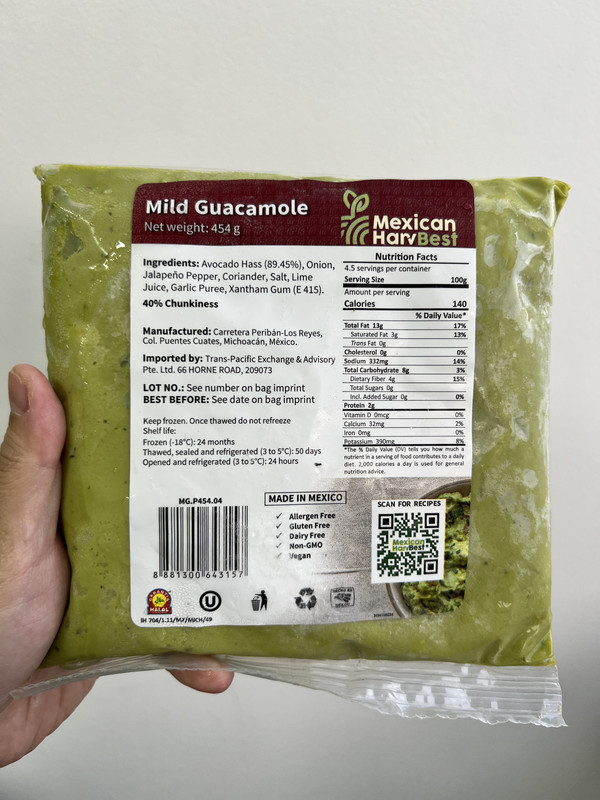 Mild Guacamole
Net weight: 454 g
Mexican
HarvBest
Ingredients: Avocado Hass (89.45%), Onion,
Jalapeño Pepper, Coriander, Salt, Lime
Juice, Garlic Puree, Xantham Gum (E 415).
40% Chunkiness
Manufactured: Carretera Peribán-Los Reyes,
Col. Puentes Cuates, Michoacán, México.
Imported by: Trans-Pacific Exchange & Advisory
Pte. Ltd. 66 HORNE ROAD, 209073
LOT NO.: See number on bag imprint
BEST BEFORE: See date on bag imprint
Keep frozen. Once thawed do not refreeze
Shelf life:
Frozen (-18°C): 24 months
Thawed, sealed and refrigerated (3 to 5°C): 50 days
Opened and refrigerated (3 to 5°C): 24 hours
Nutrition Facts
4.5 servings per container
Serving Size 100g
Amount per serving
Calories 140
% Daily Value*
Total Fat 13g 17%
Saturated Fat 3g 13%
Trans Fat 0g
Cholesterol 0g 0%
Sodium 332mg 14%
Total Carbohydrate 8g 3%
Dietary Fiber 4g 15%
Total Sugars 0g
Incl. Added Sugar 0g 0%
Protein 2g
Vitamin D 0mcg 0%
Calcium 32mg 2%
Iron 0mg 0%
Potassium 390mg 8%
*The % Daily Value (DV) tells you how much a
nutrient in a serving of food contributes to a daily
diet. 2,000 calories a day is used for general
nutrition advice.
MG.P454.04
8 881300 643157
MADE IN MEXICO
✓ Allergen Free
✓ Gluten Free
✓ Dairy Free
✓ Non-GMO
✓ Vegan
SCAN FOR RECIPES
Mexican
HarvBest
HALAL
U
HECHO EN
MÉXICO